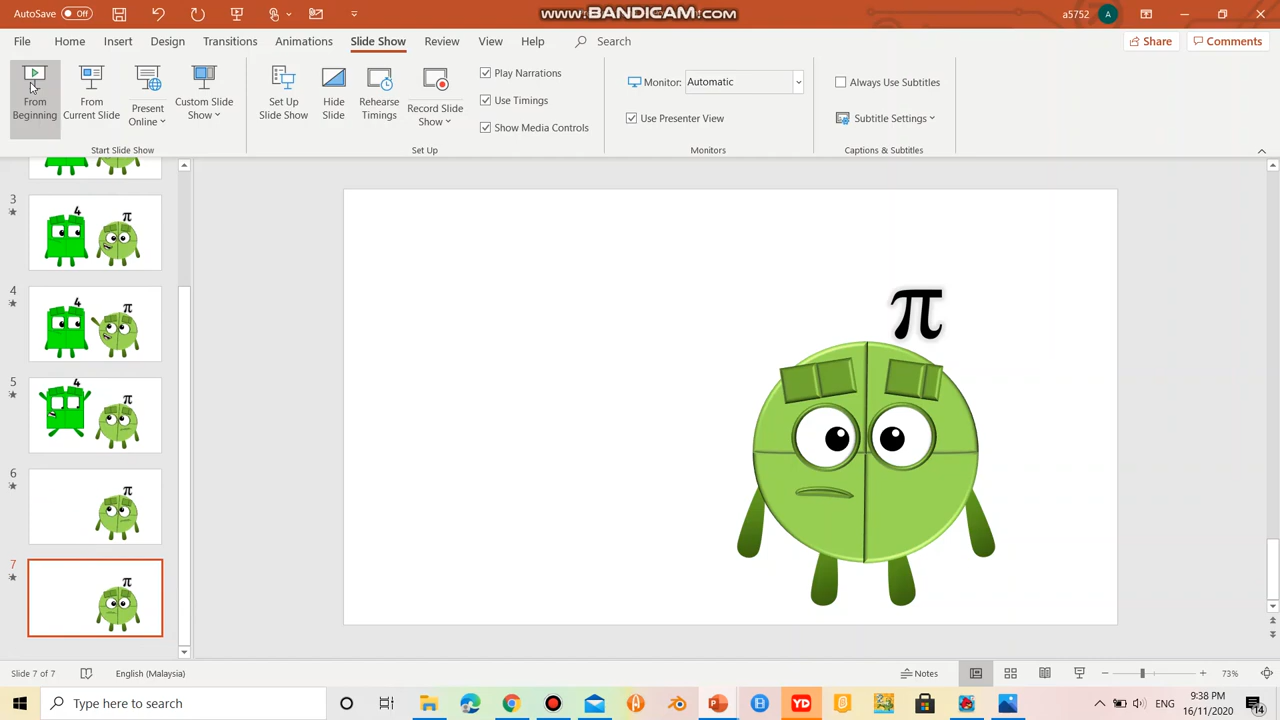 AutoSave Off
www.BANDICAM.com
a5752 A
File Home Insert Design Transitions Animations Slide Show Review View Help Search
Share Comments
From Beginning
From Current Slide
Present Online
Custom Slide Show
Start Slide Show
Set Up Slide Show
Hide Slide
Rehearse Timings
Record Slide Show
Play Narrations
Use Timings
Show Media Controls
Set Up
Monitor: Automatic
Use Presenter View
Monitors
Always Use Subtitles
Subtitle Settings
Captions & Subtitles
3
4 π
4
4 π
5
4 π
6
π
7
π
π
Slide 7 of 7 English (Malaysia) Notes 73%
Type here to search
YD
ENG
9:38 PM
16/11/2020
14